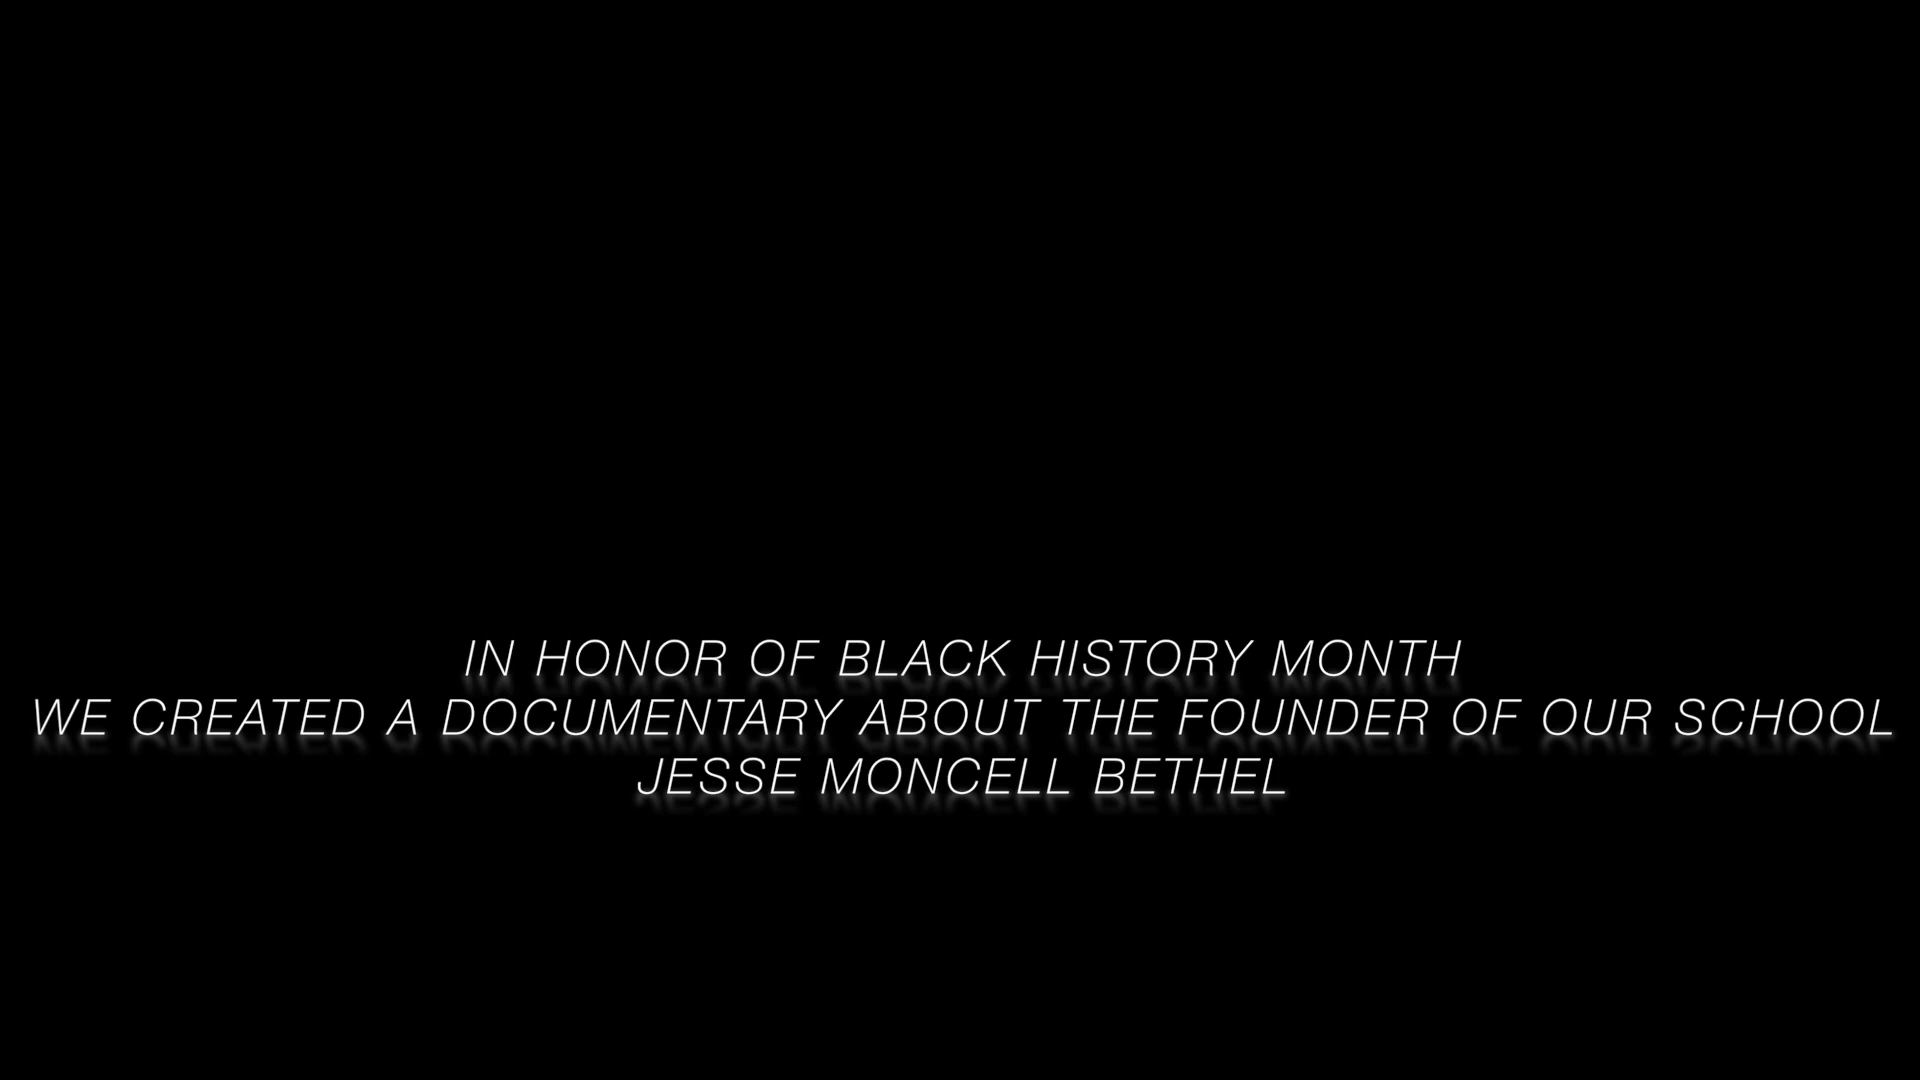 IN HONOR OF BLACK HISTORY MONTH
WE CREATED A DOCUMENTARY ABOUT THE FOUNDER OF OUR SCHOOL
JESSE MONCELL BETHEL